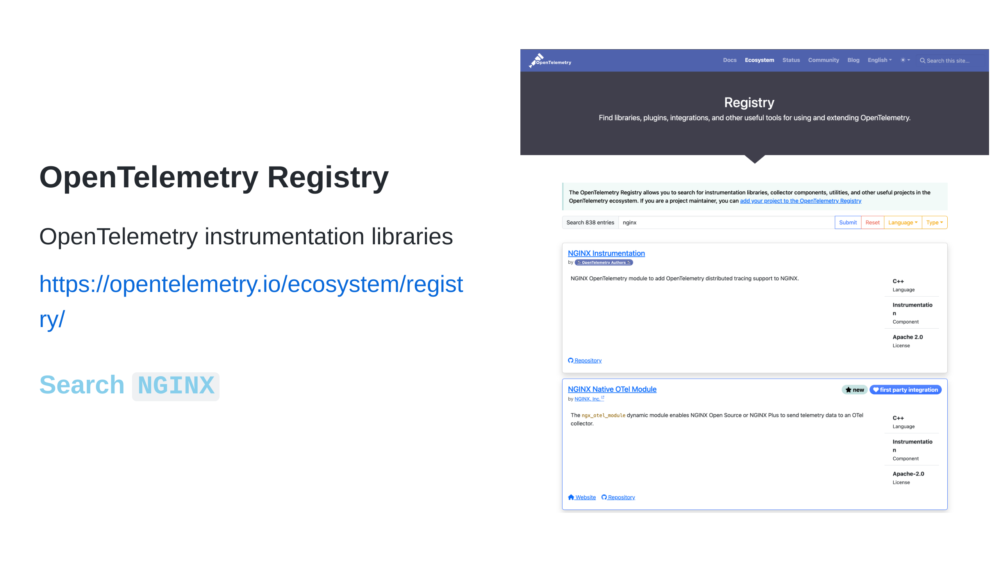 OpenTelemetry Registry
OpenTelemetry instrumentation libraries
https://opentelemetry.io/ecosystem/regist
ry/
Search NGINX
OpenTelemetry
Docs Ecosystem Status Community Blog English Search this site...
Registry
Find libraries, plugins, integrations, and other useful tools for using and extending OpenTelemetry.
The OpenTelemetry Registry allows you to search for instrumentation libraries, collector components, utilities, and other useful projects in the
OpenTelemetry ecosystem. If you are a project maintainer, you can add your project to the OpenTelemetry Registry
Search 838 entries nginx Submit Reset Language Type
NGINX Instrumentation
by OpenTelemetry Authors
NGINX OpenTelemetry module to add OpenTelemetry distributed tracing support to NGINX.
C++
Language
Instrumentatio
n
Component
Apache 2.0
License
Repository
NGINX Native OTel Module new first party integration
by NGINX, Inc.
The ngx_otel_module dynamic module enables NGINX Open Source or NGINX Plus to send telemetry data to an OTel
collector.
C++
Language
Instrumentatio
n
Component
Apache-2.0
License
Website Repository